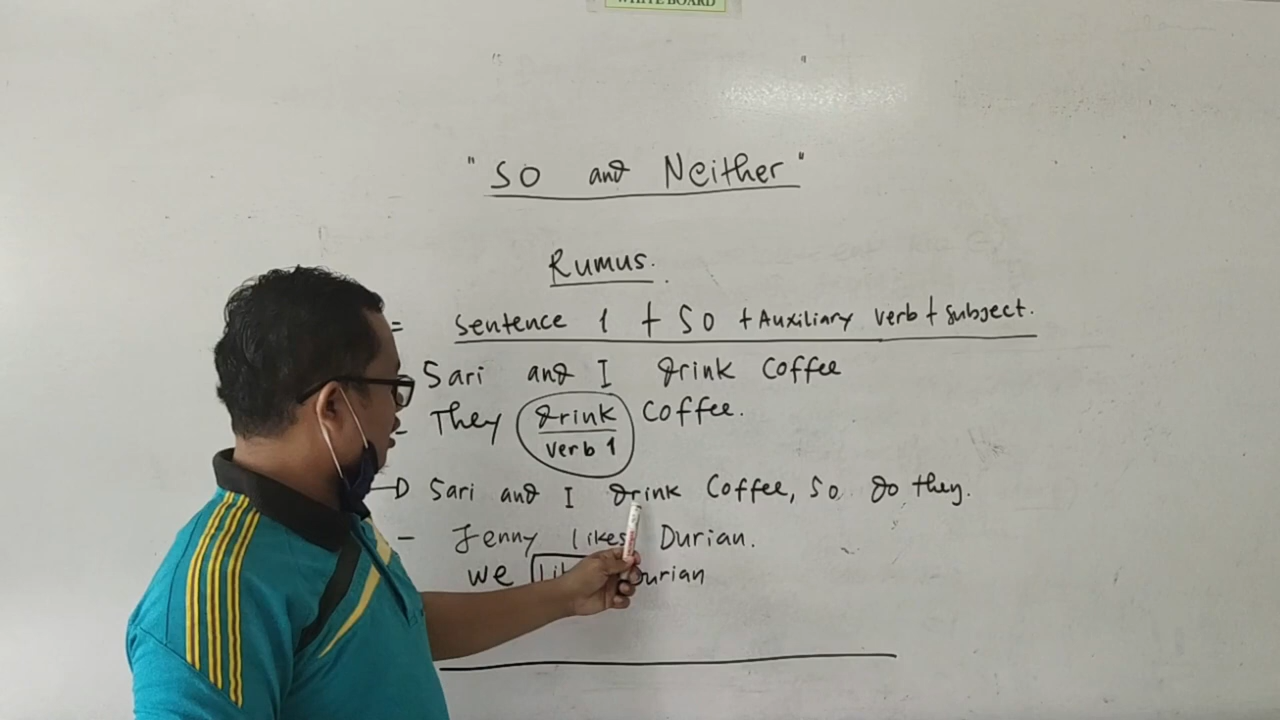 WHITE BOARD
"So and Neither"
Rumus.
= Sentence 1 + So + Auxiliary verb + Subject.
Sari and I drink Coffee
- They drink Coffee.
verb 1
Sari and I drink Coffee, So do they.
- Jenny likes Durian.
We Durian